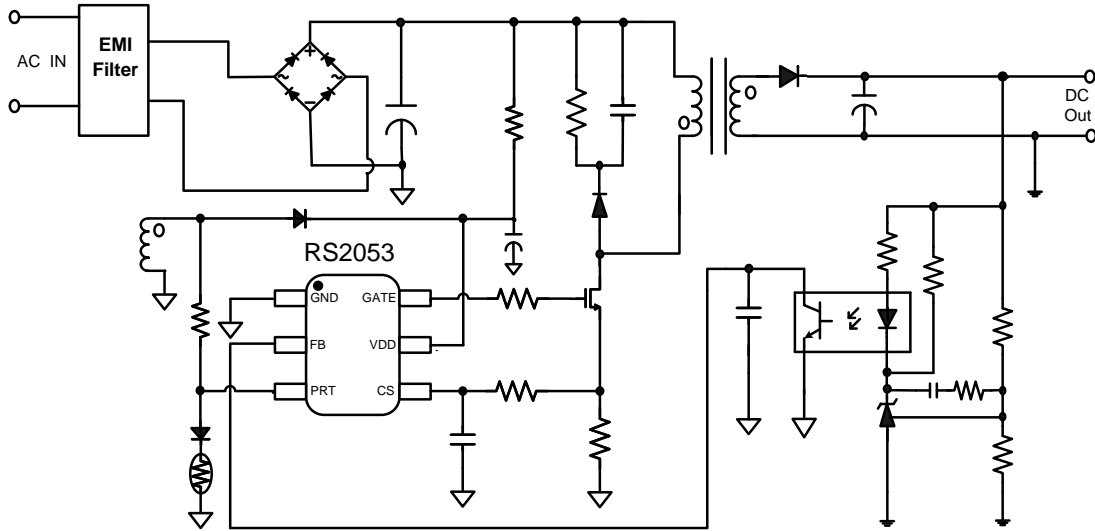 AC IN
EMI
Filter
DC
Out
RS2053
GND
GATE
FB
VDD
PRT
CS